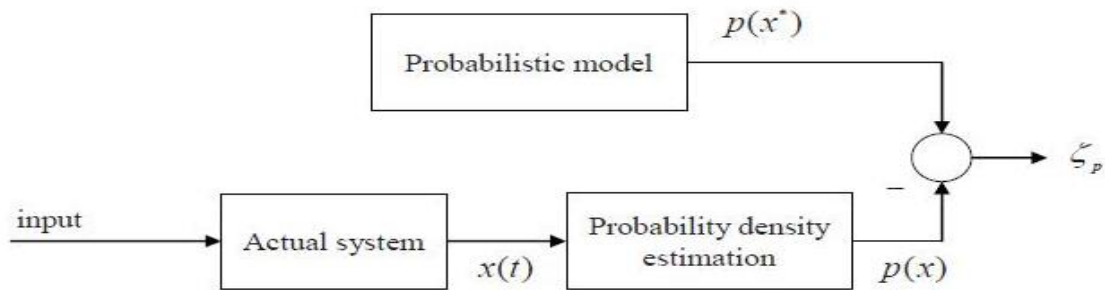 p(x*)
Probabilistic model
ζp
−
input
Actual system
x(t)
Probability density
estimation
p(x)